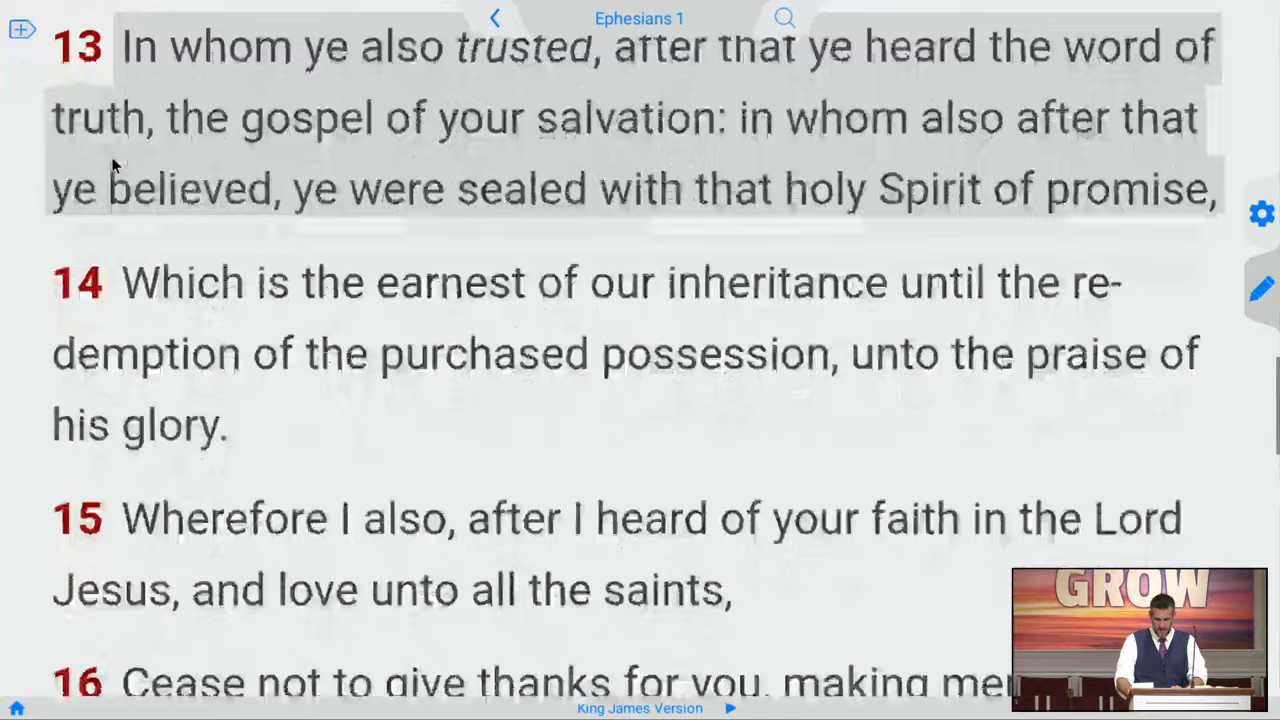 Ephesians 1
13 In whom ye also trusted, after that ye heard the word of
truth, the gospel of your salvation: in whom also after that
ye believed, ye were sealed with that holy Spirit of promise,
14 Which is the earnest of our inheritance until the re-
demption of the purchased possession, unto the praise of
his glory.
15 Wherefore I also, after I heard of your faith in the Lord
Jesus, and love unto all the saints,
16 Cease not to give thanks for you, making
GROW
King James Version